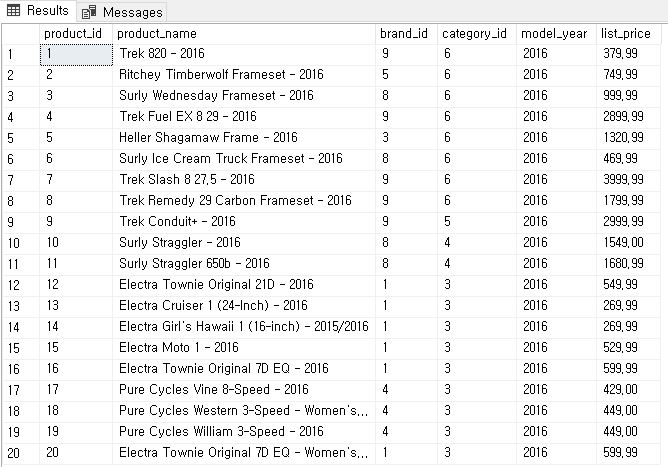 Results Messages
product_id product_name brand_id category_id model_year list_price
1 1 Trek 820 - 2016 9 6 2016 379,99
2 2 Ritchey Timberwolf Frameset - 2016 5 6 2016 749,99
3 3 Surly Wednesday Frameset - 2016 8 6 2016 999,99
4 4 Trek Fuel EX 8 29 - 2016 9 6 2016 2899,99
5 5 Heller Shagamaw Frame - 2016 3 6 2016 1320,99
6 6 Surly Ice Cream Truck Frameset - 2016 8 6 2016 469,99
7 7 Trek Slash 8 27,5 - 2016 9 6 2016 3999,99
8 8 Trek Remedy 29 Carbon Frameset - 2016 9 6 2016 1799,99
9 9 Trek Conduit+ - 2016 9 5 2016 2999,99
10 10 Surly Straggler - 2016 8 4 2016 1549,00
11 11 Surly Straggler 650b - 2016 8 4 2016 1680,99
12 12 Electra Townie Original 21D - 2016 1 3 2016 549,99
13 13 Electra Cruiser 1 (24-Inch) - 2016 1 3 2016 269,99
14 14 Electra Girl's Hawaii 1 (16-inch) - 2015/2016 1 3 2016 269,99
15 15 Electra Moto 1 - 2016 1 3 2016 529,99
16 16 Electra Townie Original 7D EQ - 2016 1 3 2016 599,99
17 17 Pure Cycles Vine 8-Speed - 2016 4 3 2016 429,00
18 18 Pure Cycles Western 3-Speed - Women's,,, 4 3 2016 449,00
19 19 Pure Cycles William 3-Speed - 2016 4 3 2016 449,00
20 20 Electra Townie Original 7D EQ - Women's,,, 1 3 2016 599,99